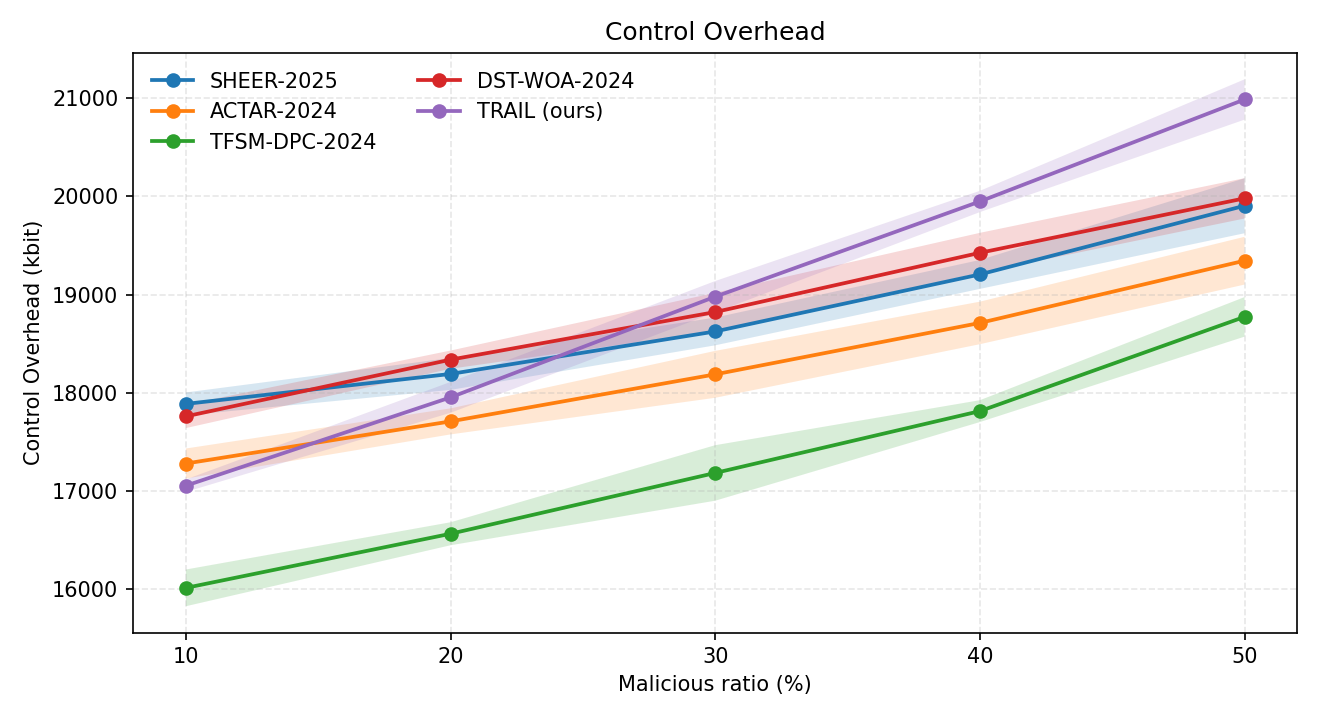 Control Overhead
SHEER-2025
ACTAR-2024
TFSM-DPC-2024
DST-WOA-2024
TRAIL (ours)
Control Overhead (kbit)
21000
20000
19000
18000
17000
16000
10 20 30 40 50
Malicious ratio (%)